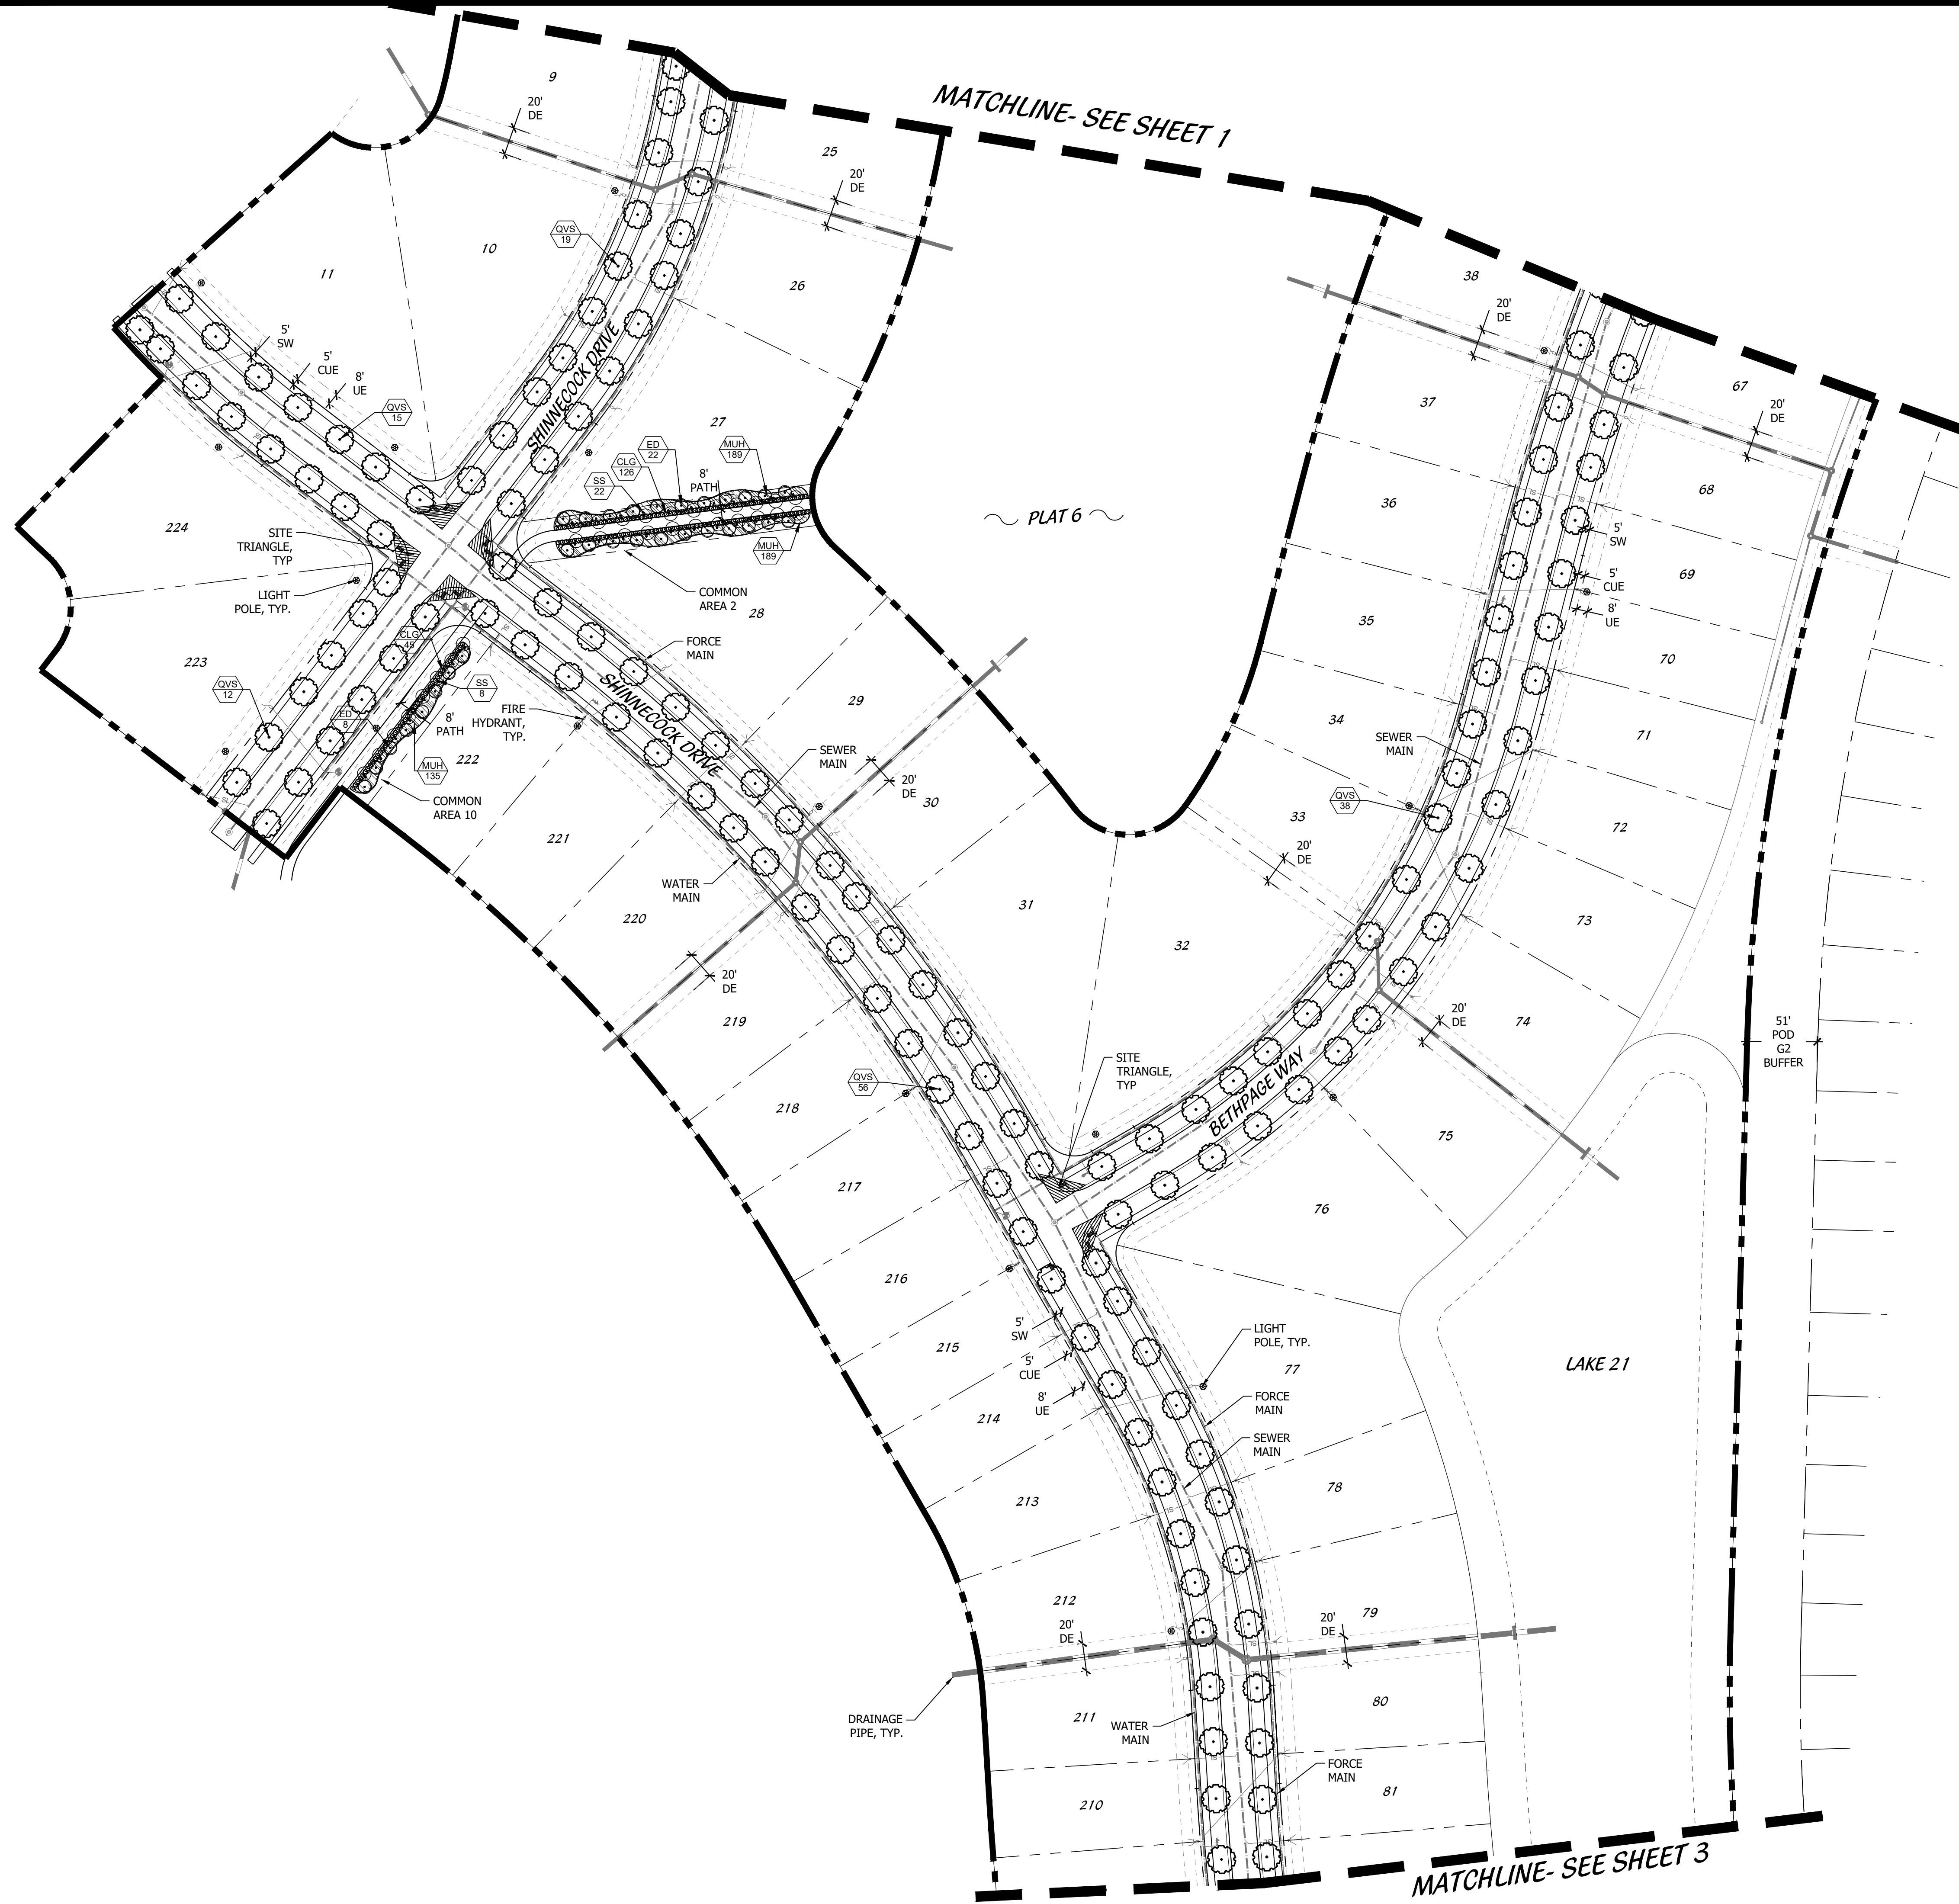 MATCHLINE- SEE SHEET 1
9
20'
DE
25
20'
DE
10
11
QVS
19
26
38
20'
DE
67
20'
DE
5'
SW
5'
CUE
8'
UE
QVS
15
SHINNECOCK DRIVE
27
ED
22
MUH
189
CLG
126
8'
PATH
SS
22
MUH
189
37
36
68
PLAT 6
5'
SW
69
5'
CUE
8'
UE
224
SITE
TRIANGLE,
TYP
LIGHT
POLE, TYP.
COMMON
AREA 2
28
35
70
223
CLG
45
FORCE
MAIN
QVS
12
SS
8
ED
8
8'
PATH
FIRE
HYDRANT,
TYP.
SHINNECOCK DRIVE
29
34
71
SEWER
MAIN
SEWER
MAIN
222
MUH
135
20'
DE
30
COMMON
AREA 10
QVS
38
33
72
221
20'
DE
WATER
MAIN
220
31
32
73
20'
DE
219
20'
DE
74
51'
POD
G2
BUFFER
QVS
56
SITE
TRIANGLE,
TYP
BETHPAGE WAY
218
75
217
76
216
5'
SW
LIGHT
POLE, TYP.
215
5'
CUE
77
LAKE 21
8'
UE
FORCE
MAIN
214
SEWER
MAIN
213
78
212
20'
DE
20'
DE
79
DRAINAGE
PIPE, TYP.
211
WATER
MAIN
80
FORCE
MAIN
210
81
MATCHLINE- SEE SHEET 3